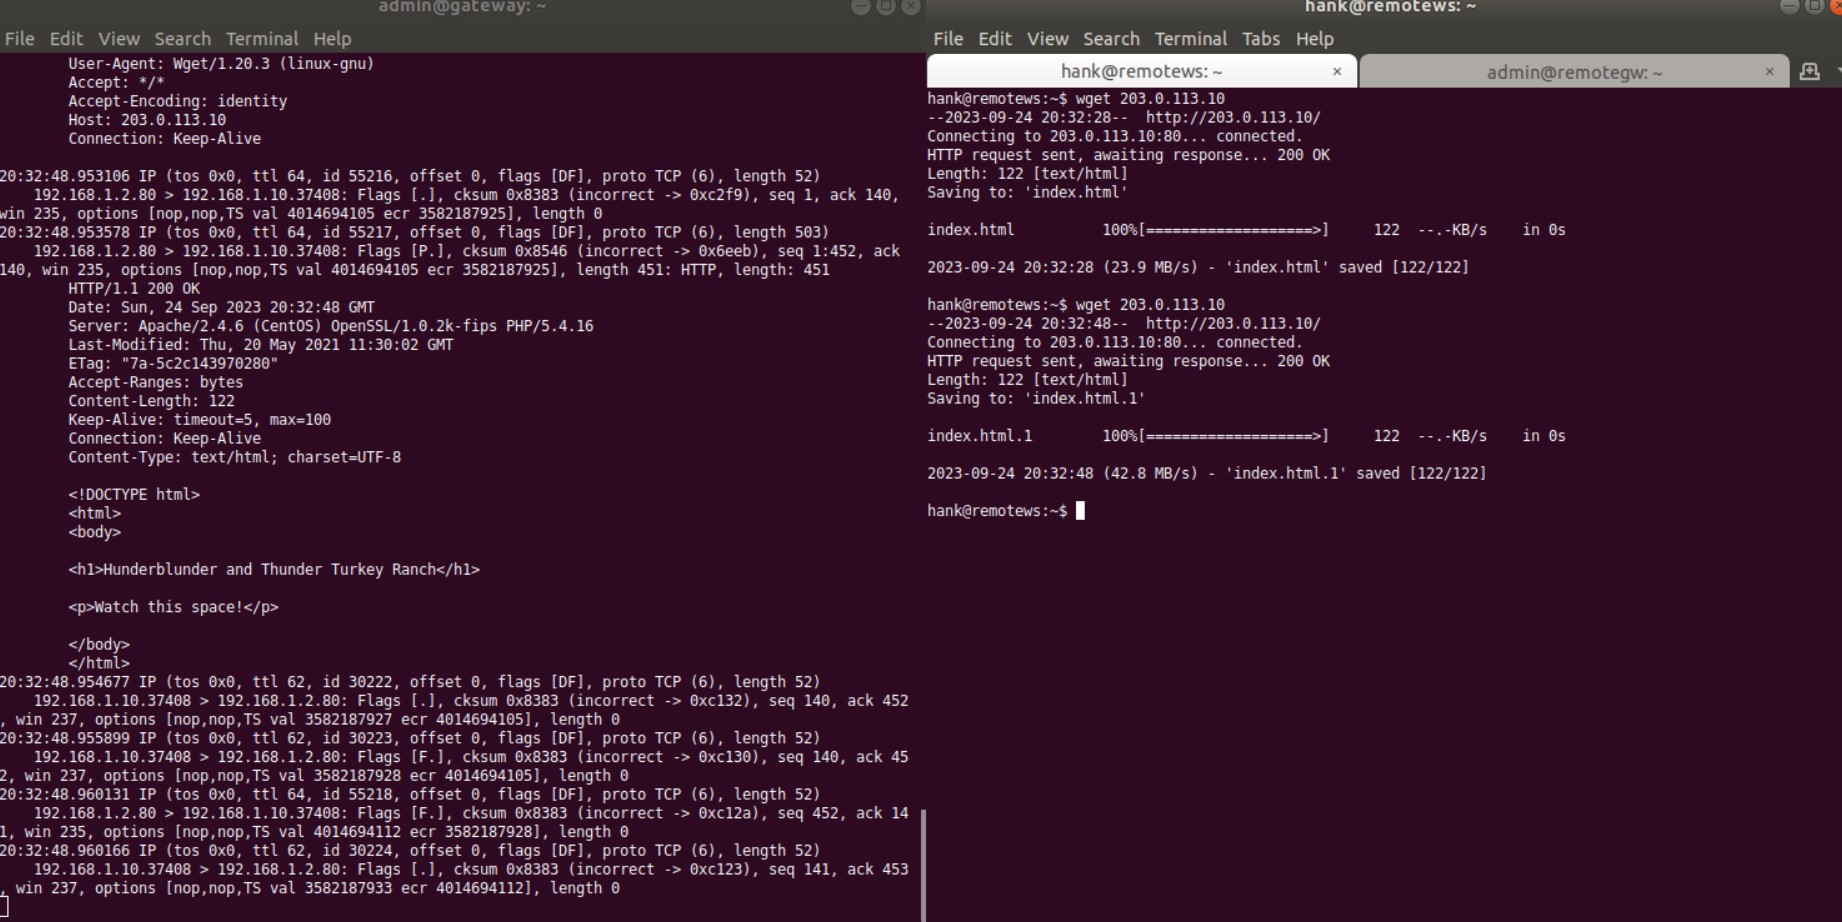 admin@gateway: ~
File Edit View Search Terminal Help
User-Agent: Wget/1.20.3 (linux-gnu)
Accept: */*
Accept-Encoding: identity
Host: 203.0.113.10
Connection: Keep-Alive
20:32:48.953106 IP (tos 0x0, ttl 64, id 55216, offset 0, flags [DF], proto TCP (6), length 52)
192.168.1.2.80 > 192.168.1.10.37408: Flags [.], cksum 0x8383 (incorrect -> 0xc2f9), seq 1, ack 140,
win 235, options [nop,nop,TS val 4014694105 ecr 3582187925], length 0
20:32:48.953578 IP (tos 0x0, ttl 64, id 55217, offset 0, flags [DF], proto TCP (6), length 503)
192.168.1.2.80 > 192.168.1.10.37408: Flags [P.], cksum 0x8546 (incorrect -> 0x6eeb), seq 1:452, ack
140, win 235, options [nop,nop,TS val 4014694105 ecr 3582187925], length 451: HTTP, length: 451
HTTP/1.1 200 OK
Date: Sun, 24 Sep 2023 20:32:48 GMT
Server: Apache/2.4.6 (CentOS) OpenSSL/1.0.2k-fips PHP/5.4.16
Last-Modified: Thu, 20 May 2021 11:30:02 GMT
ETag: "7a-5c2c143970280"
Accept-Ranges: bytes
Content-Length: 122
Keep-Alive: timeout=5, max=100
Connection: Keep-Alive
Content-Type: text/html; charset=UTF-8
<!DOCTYPE html>
<html>
<body>
<h1>Hunderblunder and Thunder Turkey Ranch</h1>
<p>Watch this space!</p>
</body>
</html>
20:32:48.954677 IP (tos 0x0, ttl 62, id 30222, offset 0, flags [DF], proto TCP (6), length 52)
192.168.1.10.37408 > 192.168.1.2.80: Flags [.], cksum 0x8383 (incorrect -> 0xc132), seq 140, ack 452
, win 237, options [nop,nop,TS val 3582187927 ecr 4014694105], length 0
20:32:48.955899 IP (tos 0x0, ttl 62, id 30223, offset 0, flags [DF], proto TCP (6), length 52)
192.168.1.10.37408 > 192.168.1.2.80: Flags [F.], cksum 0x8383 (incorrect -> 0xc130), seq 140, ack 45
2, win 237, options [nop,nop,TS val 3582187928 ecr 4014694105], length 0
20:32:48.960131 IP (tos 0x0, ttl 64, id 55218, offset 0, flags [DF], proto TCP (6), length 52)
192.168.1.2.80 > 192.168.1.10.37408: Flags [F.], cksum 0x8383 (incorrect -> 0xc12a), seq 452, ack 14
1, win 235, options [nop,nop,TS val 4014694112 ecr 3582187928], length 0
20:32:48.960166 IP (tos 0x0, ttl 62, id 30224, offset 0, flags [DF], proto TCP (6), length 52)
192.168.1.10.37408 > 192.168.1.2.80: Flags [.], cksum 0x8383 (incorrect -> 0xc123), seq 141, ack 453
, win 237, options [nop,nop,TS val 3582187933 ecr 4014694112], length 0
hank@remotews: ~
File Edit View Search Terminal Tabs Help
hank@remotews: ~ ×
admin@remotegw: ~ ×
hank@remotews:~$ wget 203.0.113.10
--2023-09-24 20:32:28-- http://203.0.113.10/
Connecting to 203.0.113.10:80... connected.
HTTP request sent, awaiting response... 200 OK
Length: 122 [text/html]
Saving to: 'index.html'
index.html 100%[===================>] 122 --.-KB/s in 0s
2023-09-24 20:32:28 (23.9 MB/s) - 'index.html' saved [122/122]
hank@remotews:~$ wget 203.0.113.10
--2023-09-24 20:32:48-- http://203.0.113.10/
Connecting to 203.0.113.10:80... connected.
HTTP request sent, awaiting response... 200 OK
Length: 122 [text/html]
Saving to: 'index.html.1'
index.html.1 100%[===================>] 122 --.-KB/s in 0s
2023-09-24 20:32:48 (42.8 MB/s) - 'index.html.1' saved [122/122]
hank@remotews:~$